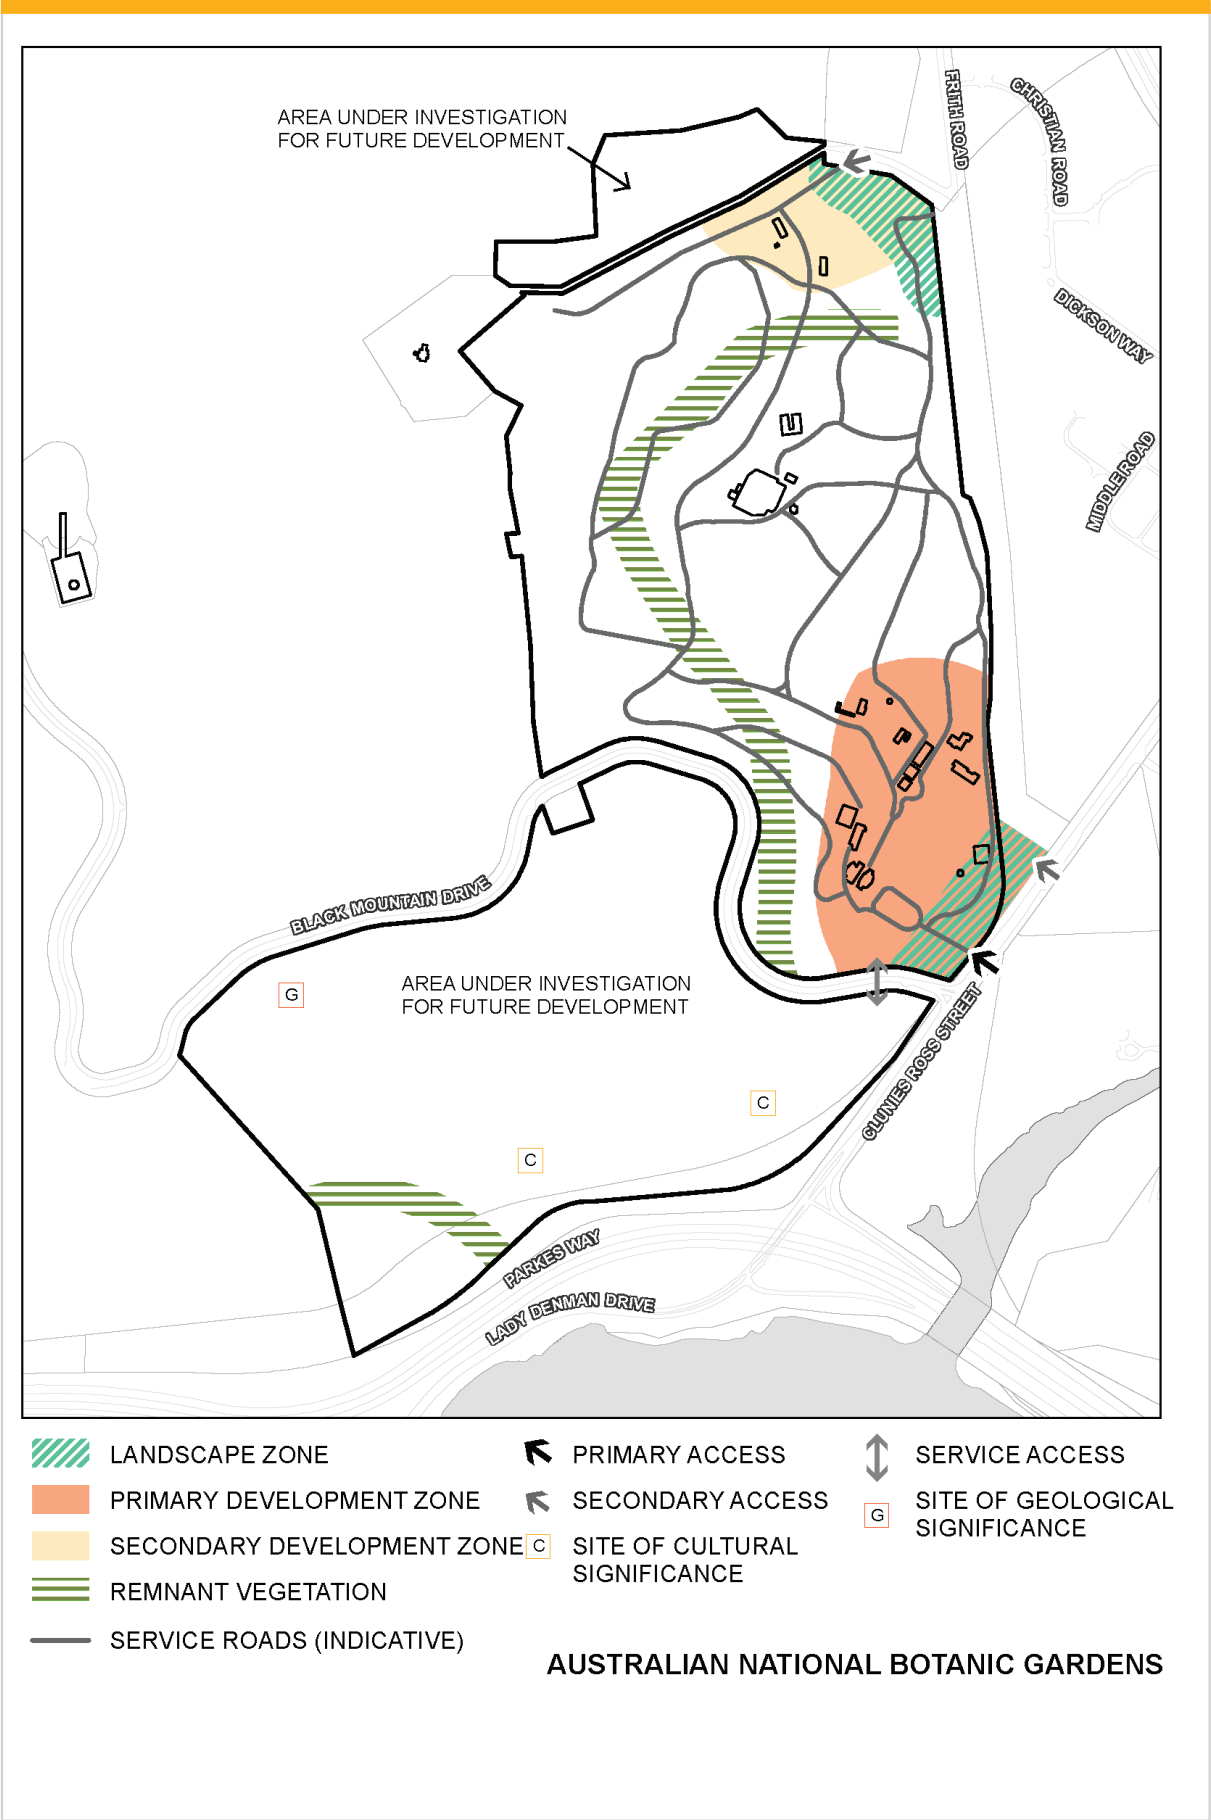 AREA UNDER INVESTIGATION
FOR FUTURE DEVELOPMENT
FRITH ROAD
CHRISTIAN ROAD
DICKSON WAY
MIDDLE ROAD
BLACK MOUNTAIN DRIVE
AREA UNDER INVESTIGATION
FOR FUTURE DEVELOPMENT
G
CLUNIES ROSS STREET
C
C
PARKES WAY
LADY DENMAN DRIVE
LANDSCAPE ZONE
PRIMARY DEVELOPMENT ZONE
SECONDARY DEVELOPMENT ZONE
REMNANT VEGETATION
SERVICE ROADS (INDICATIVE)
PRIMARY ACCESS
SECONDARY ACCESS
C SITE OF CULTURAL
SIGNIFICANCE
SERVICE ACCESS
G SITE OF GEOLOGICAL
SIGNIFICANCE
AUSTRALIAN NATIONAL BOTANIC GARDENS